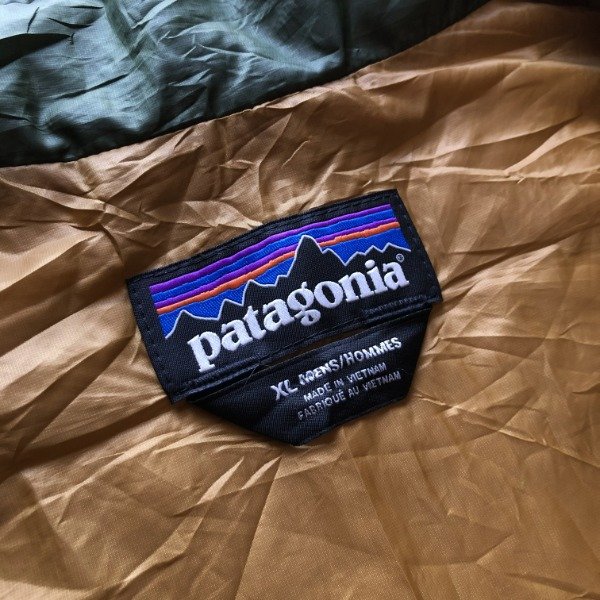 patagonia®
XL MENS/HOMMES
MADE IN VIETNAM
FABRIQUÉ AU VIETNAM